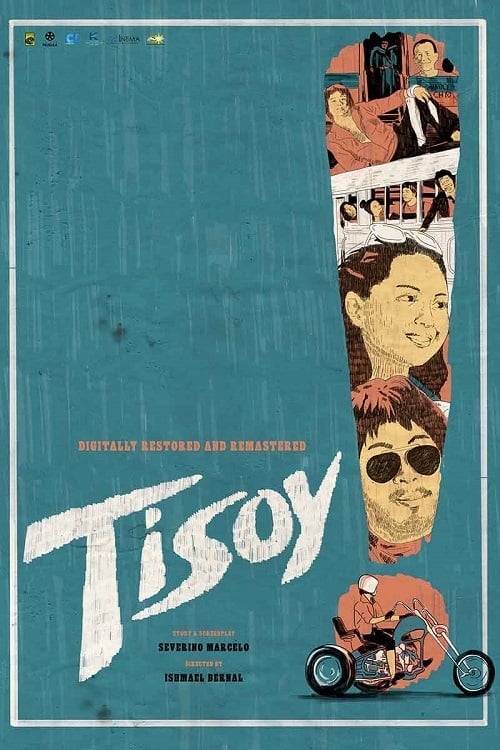 DIGITALLY RESTORED AND REMASTERED
TISOY!
STORY & SCREENPLAY
SEVERINO MARCELO
DIRECTED BY
ISHMAEL BERNAL